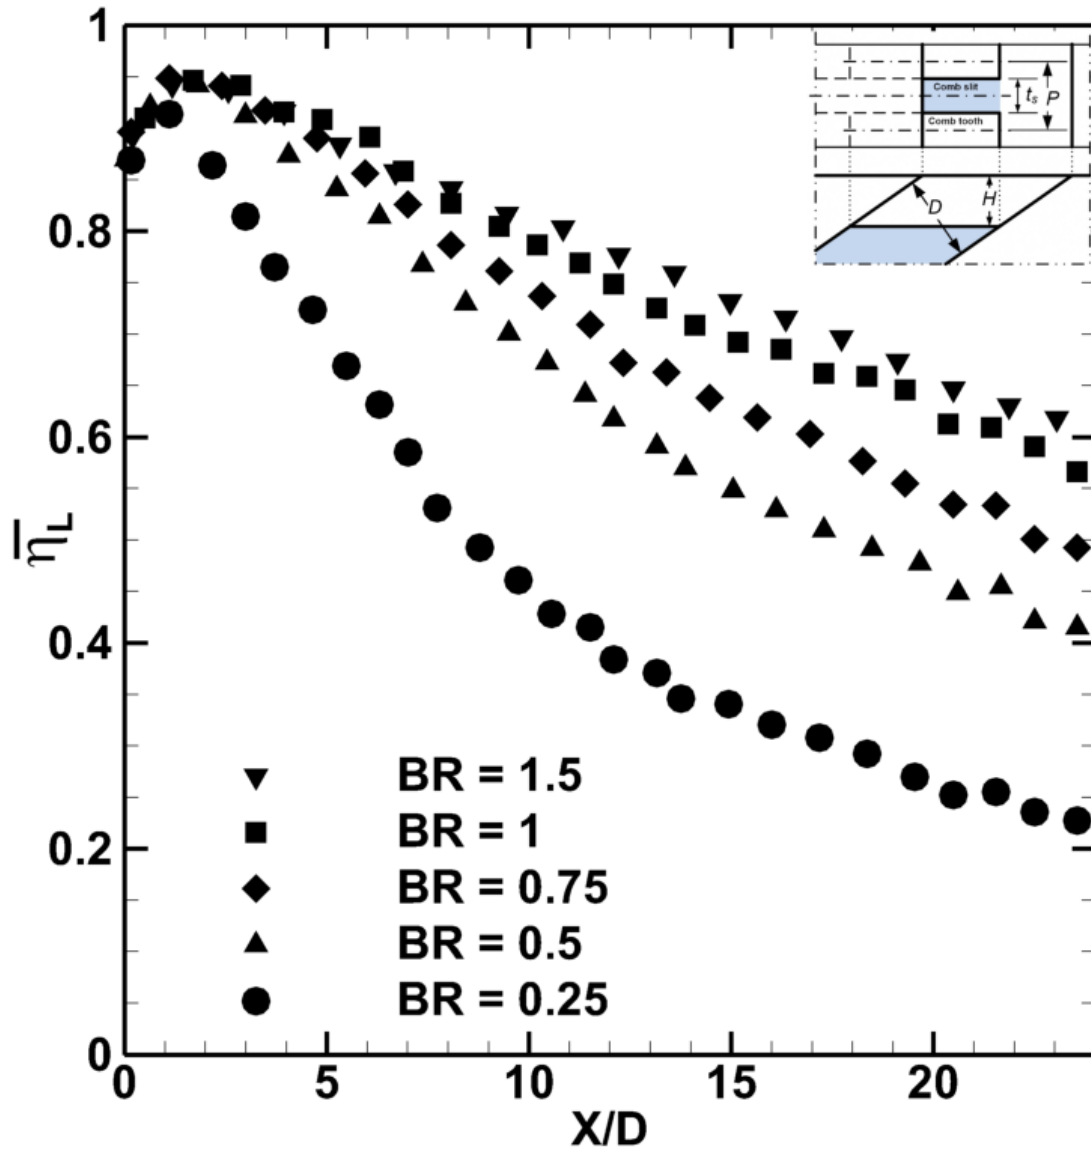 1
0.8
0.6
0.4
0.2
0
η̅L
0 5 10 15 20
X/D
BR = 1.5
BR = 1
BR = 0.75
BR = 0.5
BR = 0.25
Comb slit
ts P
Comb tooth
H
D